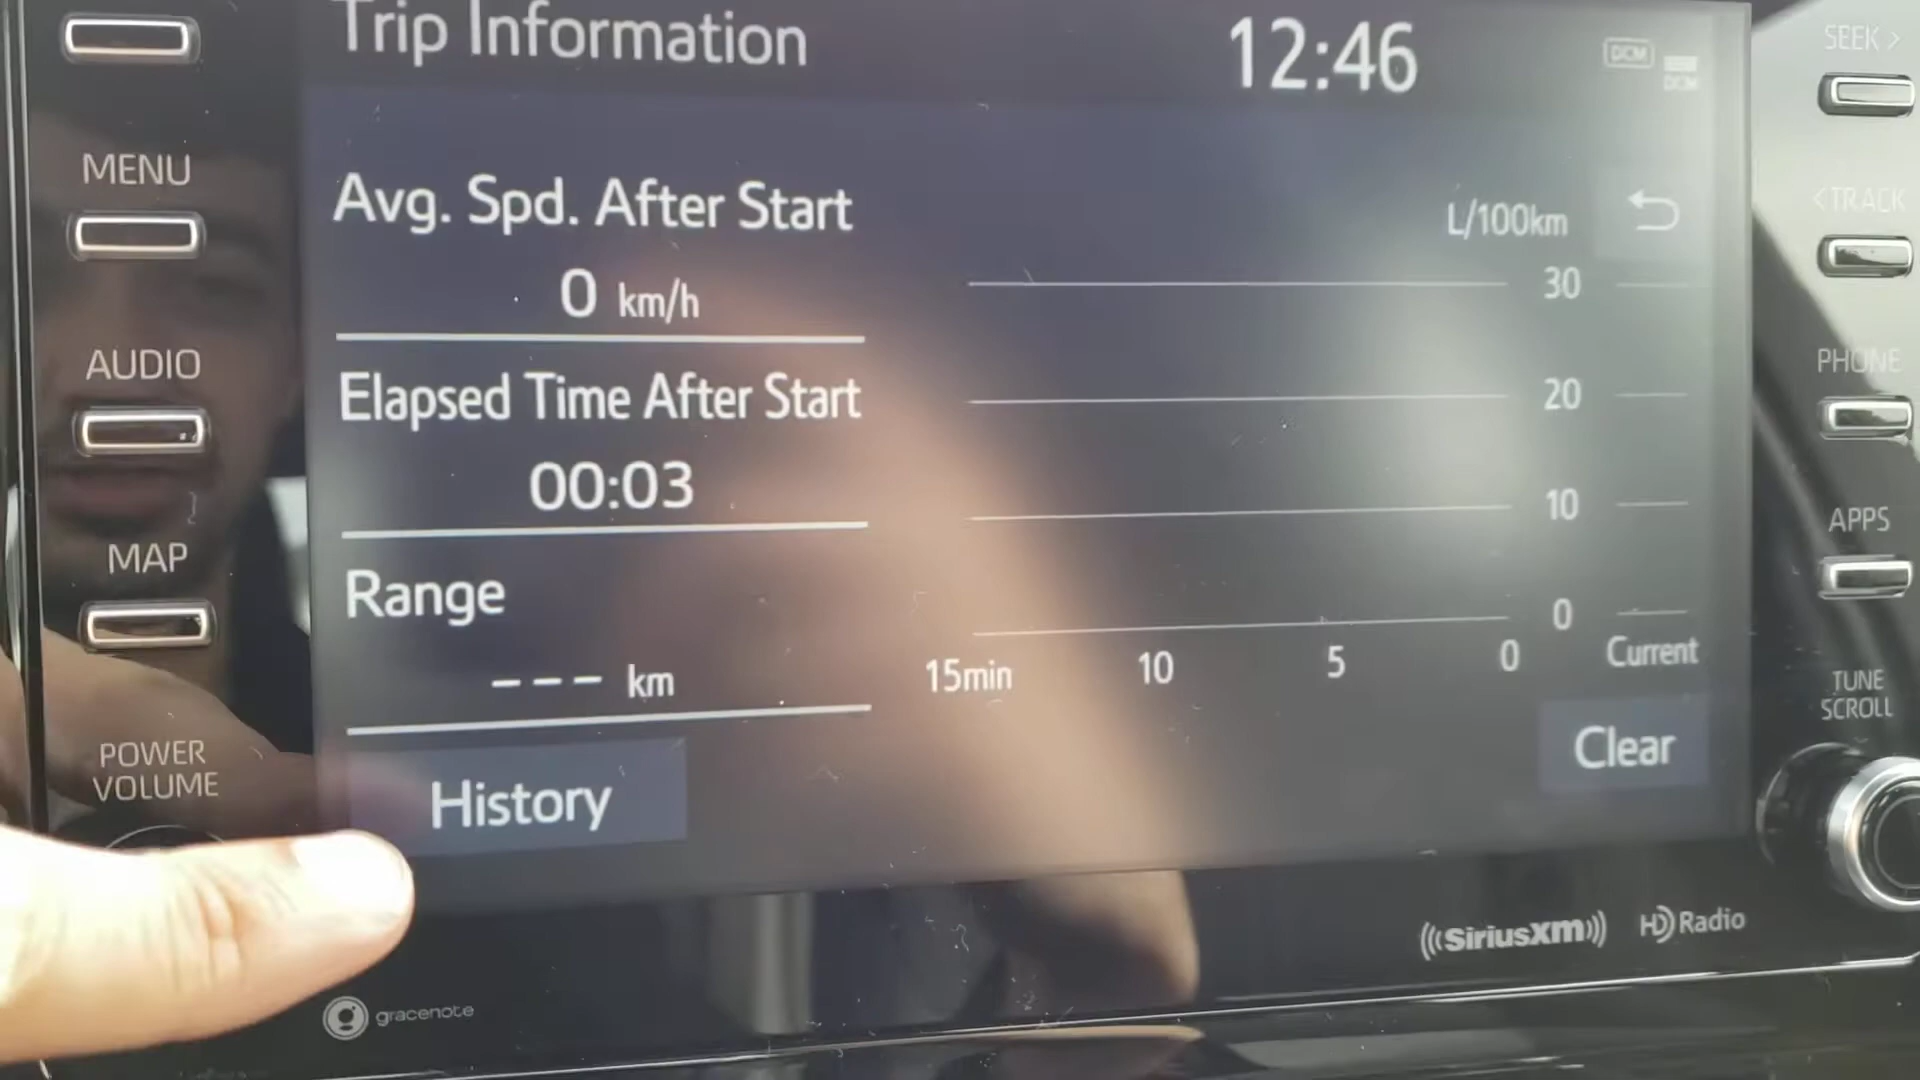 Trip Information
12:46
DCM
DCM
SEEK >
MENU
Avg. Spd. After Start
L/100km
< TRACK
0 km/h
30
AUDIO
Elapsed Time After Start
20
PHONE
00:03
10
MAP
APPS
Range
0
--- km
15min 10 5 0 Current
TUNE
SCROLL
POWER
VOLUME
History
Clear
SiriusXM
HD Radio
gracenote